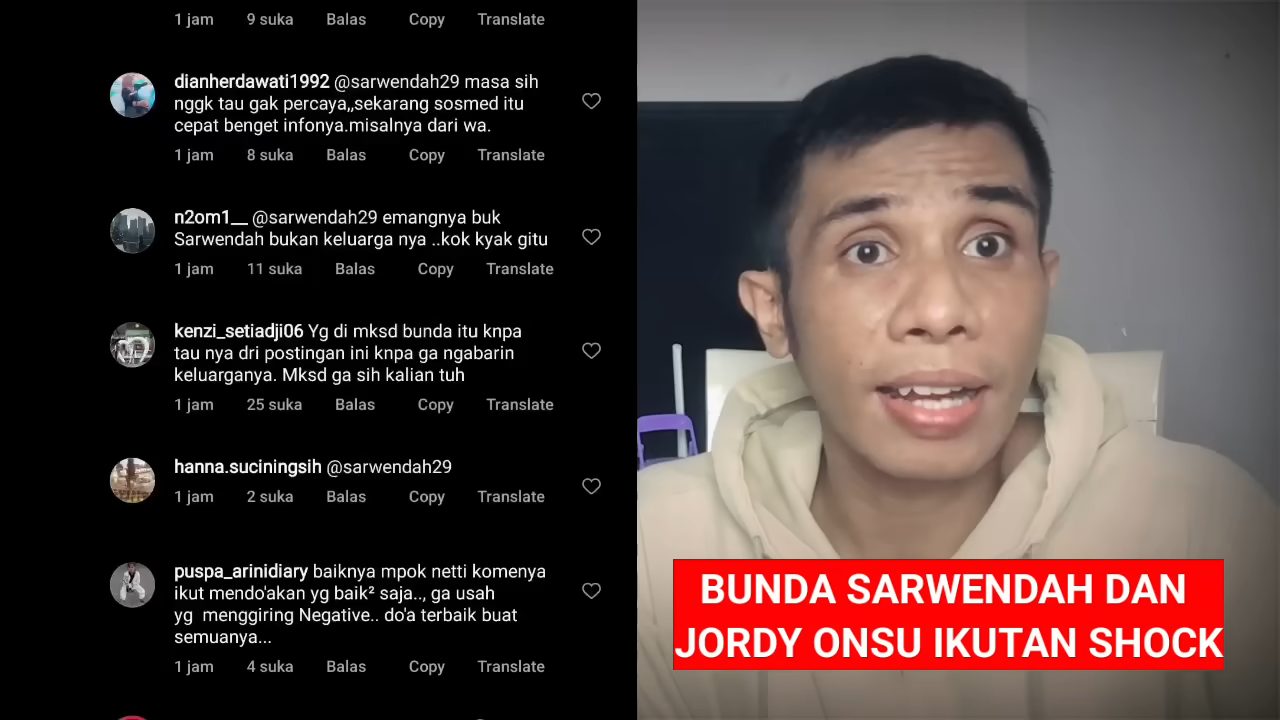 1 jam 9 suka Balas Copy Translate
dianherdawati1992 @sarwendah29 masa sih
nggk tau gak percaya,,sekarang sosmed itu
cepat benget infonya.misalnya dari wa.
1 jam 8 suka Balas Copy Translate
n2om1__ @sarwendah29 emangnya buk
Sarwendah bukan keluarga nya ..kok kyak gitu
1 jam 11 suka Balas Copy Translate
kenzi_setiadji06 Yg di mksd bunda itu knpa
tau nya dri postingan ini knpa ga ngabarin
keluarganya. Mksd ga sih kalian tuh
1 jam 25 suka Balas Copy Translate
hanna.suciningsih @sarwendah29
1 jam 2 suka Balas Copy Translate
puspa_arinidiary baiknya mpok netti komenya
ikut mendo'akan yg baik² saja.., ga usah
yg  menggiring Negative.. do'a terbaik buat
semuanya...
1 jam 4 suka Balas Copy Translate
BUNDA SARWENDAH DAN
JORDY ONSU IKUTAN SHOCK